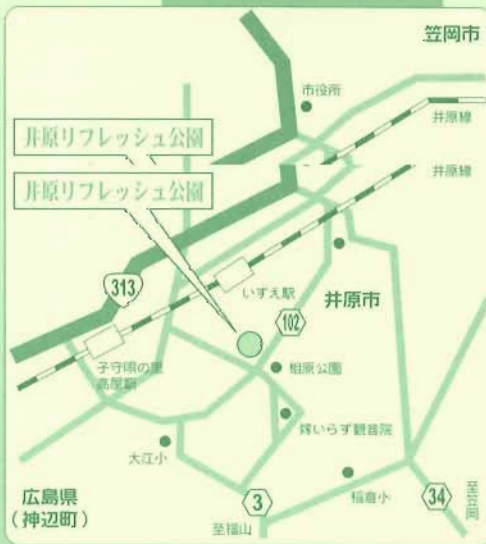 笠岡市
市役所
井原線
井原リフレッシュ公園
井原線
井原リフレッシュ公園
313
いずえ駅
井原市
102
子守唄の里
高屋駅
相原公園
嫁いらず観音院
大江小
稲倉小
広島県
(神辺町)
3
34
至笠岡
至福山